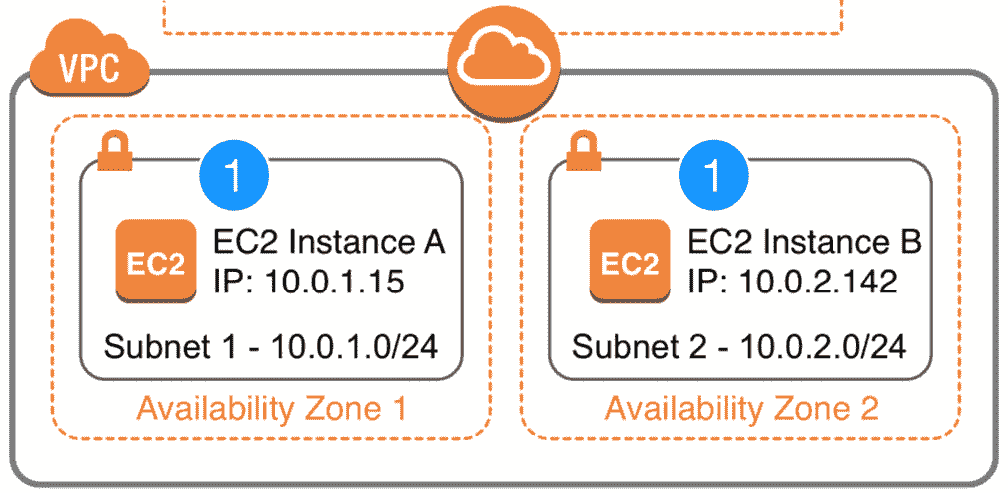 VPC
1
EC2
EC2 Instance A
IP: 10.0.1.15
Subnet 1 - 10.0.1.0/24
Availability Zone 1
1
EC2
EC2 Instance B
IP: 10.0.2.142
Subnet 2 - 10.0.2.0/24
Availability Zone 2